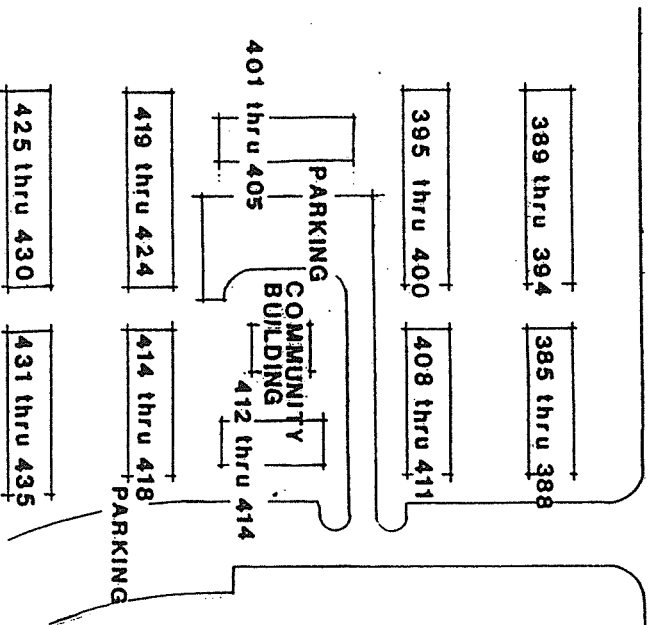 389 thru 394
385 thru 388
395 thru 400
408 thru 411
PARKING
COMMUNITY
BUILDING
401 thru 405
412 thru 414
419 thru 424
414 thru 418
PARKING
425 thru 430
431 thru 435